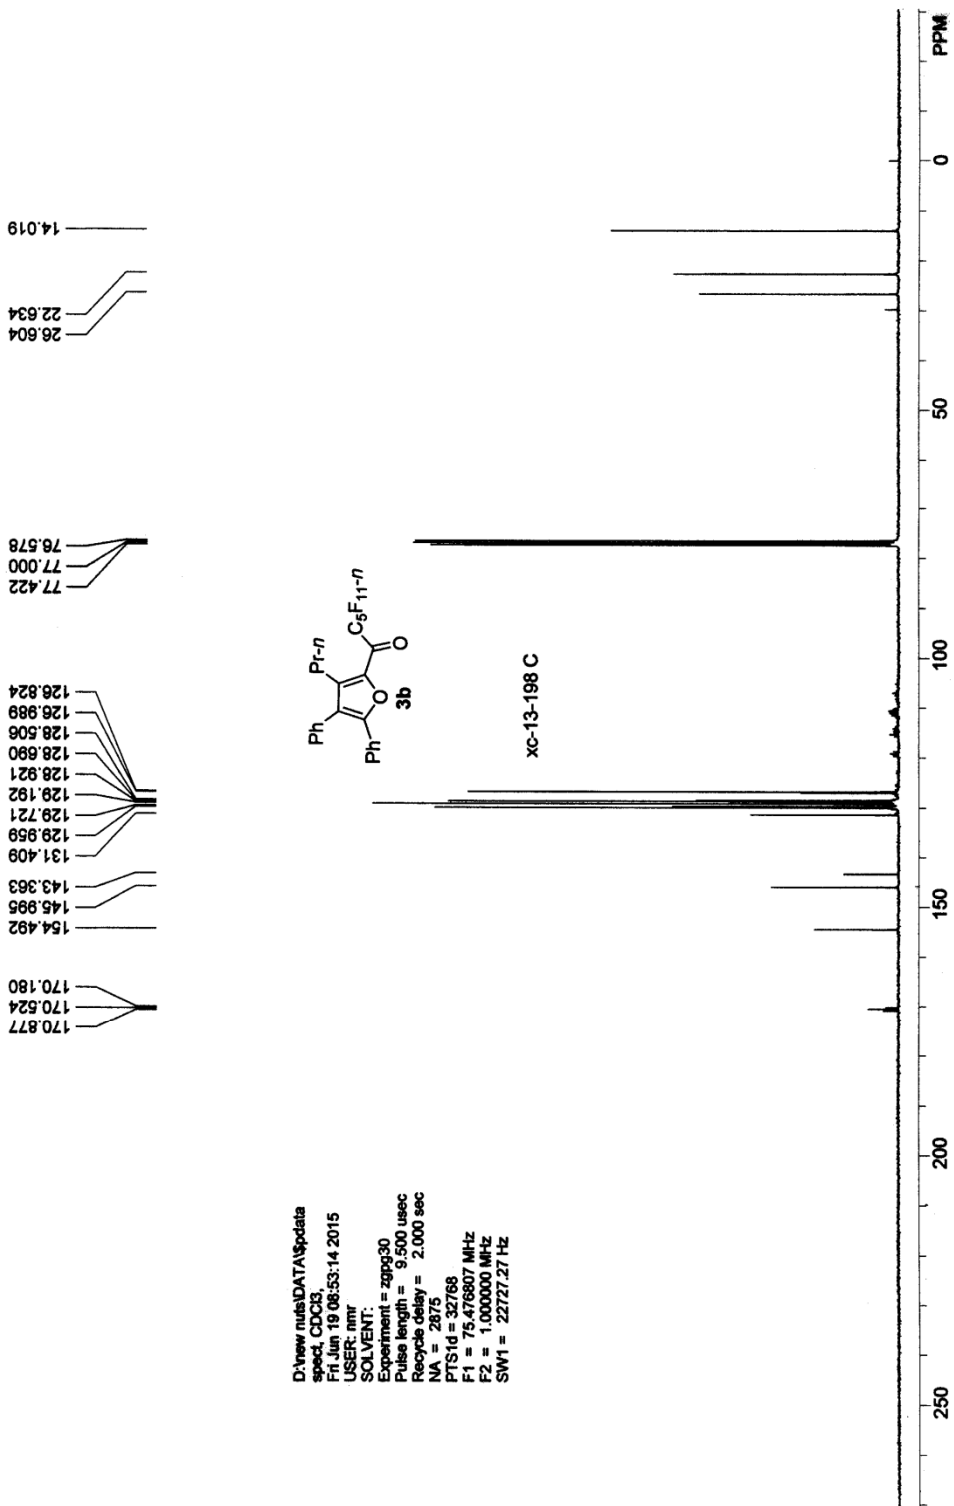 14.019
22.634
26.604
76.578
77.000
77.422
126.824
126.989
128.506
128.690
128.921
129.192
129.721
129.959
131.409
143.363
145.995
154.492
170.180
170.524
170.877
Ph
Pr-n
C5F11-n
O
O
Ph
3b
xc-13-198 C
D:\new nuts\DATA\$pdata
spect, CDCl3,
Fri Jun 19 08:53:14 2015
USER: nmr
SOLVENT:
Experiment = zgpg30
Pulse length = 9.500 usec
Recycle delay = 2.000 sec
NA = 2875
PTS1d = 32768
F1 = 75.476807 MHz
F2 = 1.000000 MHz
SW1 = 22727.27 Hz
250
200
150
100
50
0
PPM